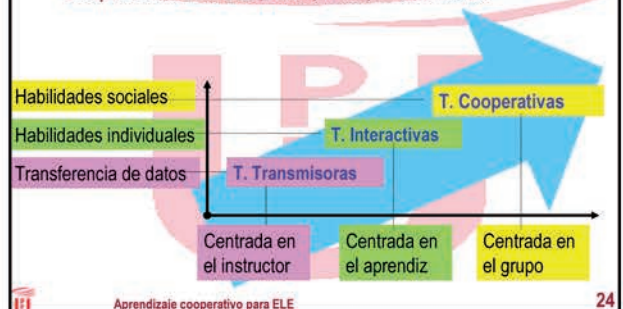 Habilidades sociales
T. Cooperativas
Habilidades individuales
T. Interactivas
Transferencia de datos
T. Transmisoras
Centrada en
el instructor
Centrada en
el aprendiz
Centrada en
el grupo
Aprendizaje cooperativo para ELE
24